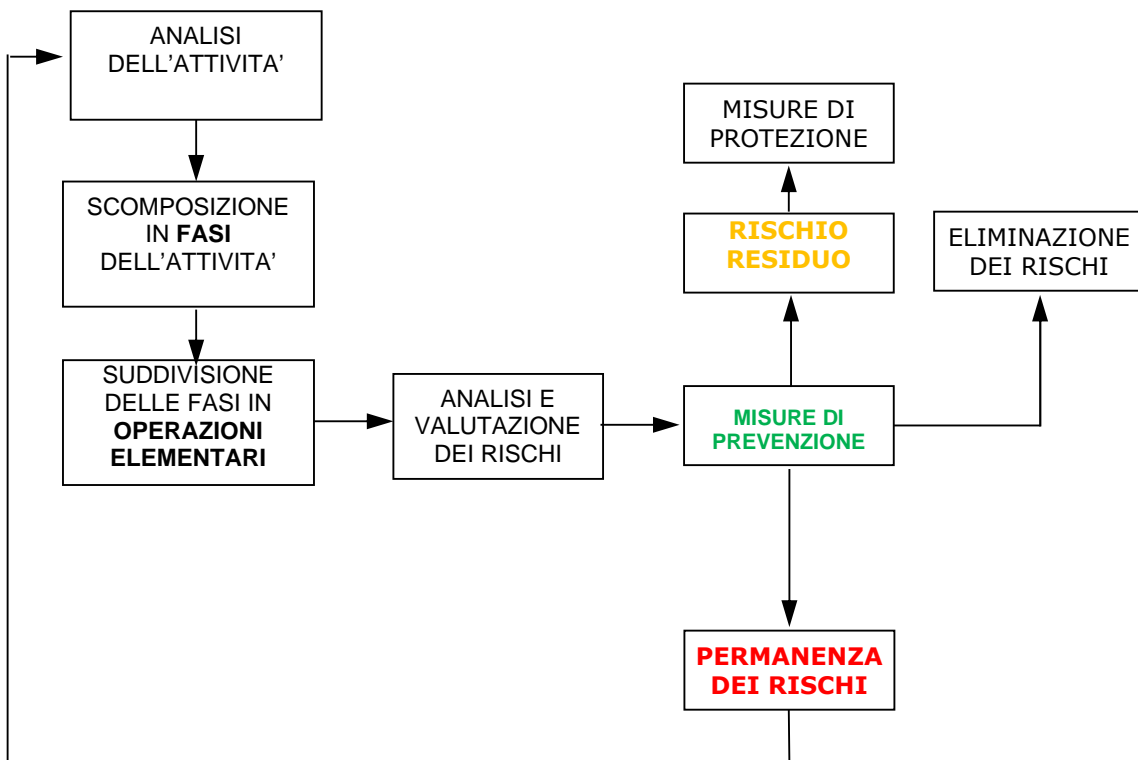 ANALISI
DELL’ATTIVITA’
SCOMPOSIZIONE
IN FASI
DELL’ATTIVITA’
SUDDIVISIONE
DELLE FASI IN
OPERAZIONI
ELEMENTARI
ANALISI E
VALUTAZIONE
DEI RISCHI
MISURE DI
PREVENZIONE
RISCHIO
RESIDUO
MISURE DI
PROTEZIONE
ELIMINAZIONE
DEI RISCHI
PERMANENZA
DEI RISCHI